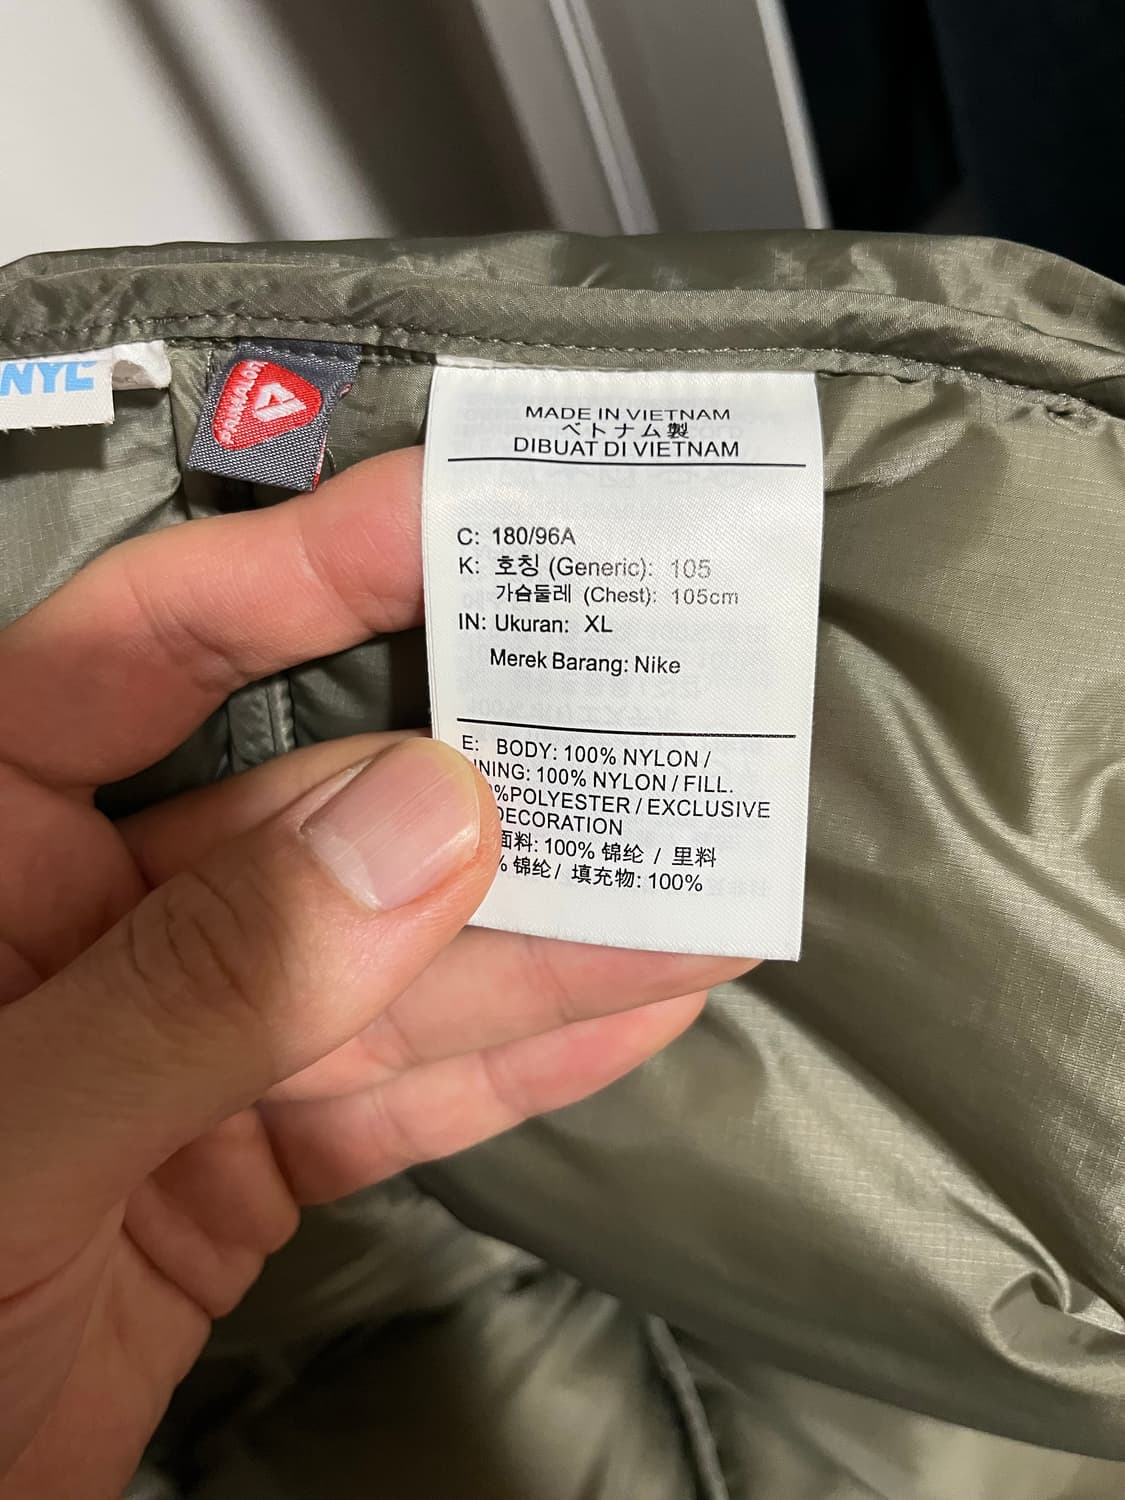 NYC
PRIMALOFT
MADE IN VIETNAM
ベトナム製
DIBUAT DI VIETNAM
C: 180/96A
K: 호칭 (Generic): 105
가슴둘레 (Chest): 105cm
IN: Ukuran: XL
Merek Barang: Nike
E: BODY: 100% NYLON /
INING: 100% NYLON / FILL.
%POLYESTER / EXCLUSIVE
DECORATION
面料: 100% 锦纶 / 里料
% 锦纶 / 填充物: 100%